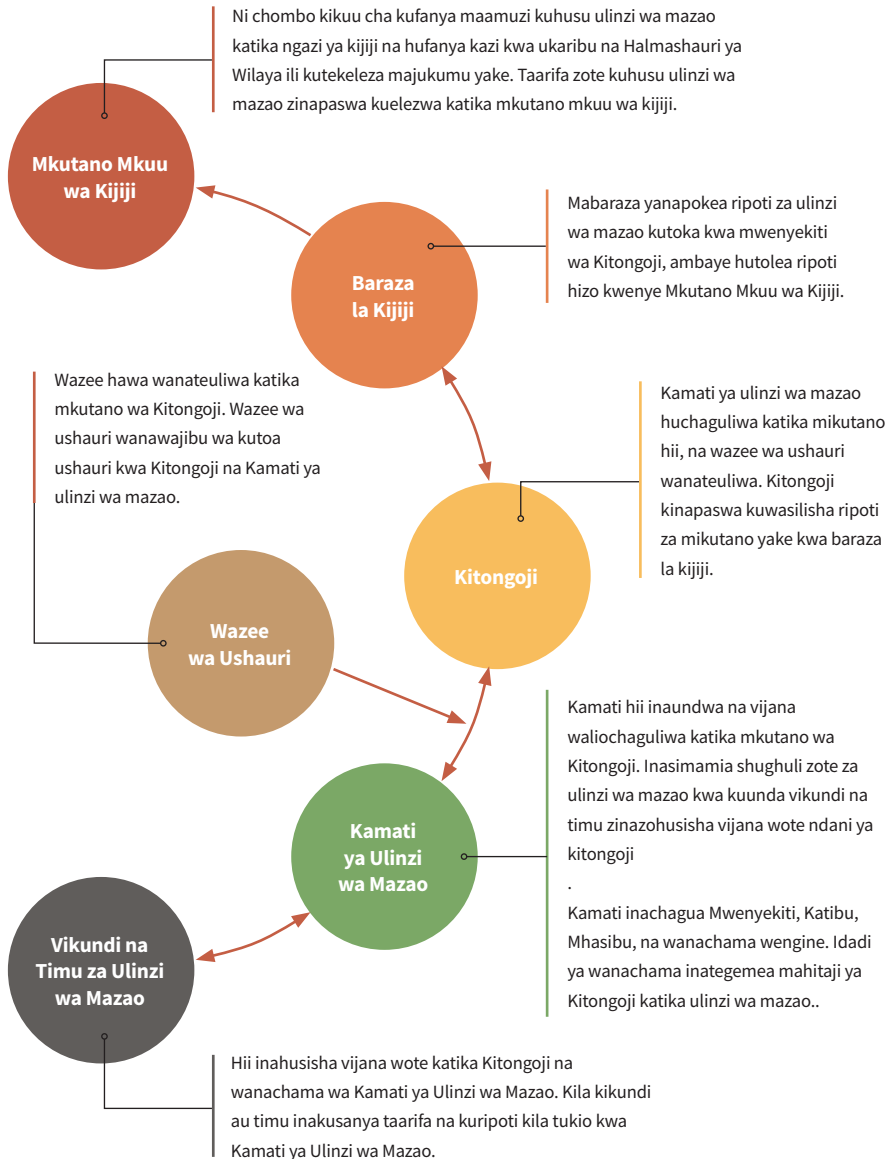 Ni chombo kikuu cha kufanya maamuzi kuhusu ulinzi wa mazao
katika ngazi ya kijiji na hufanya kazi kwa ukaribu na Halmashauri ya
Wilaya ili kutekeleza majukumu yake. Taarifa zote kuhusu ulinzi wa
mazao zinapaswa kuelezwa katika mkutano mkuu wa kijiji.
Mkutano Mkuu
wa Kijiji
Mabaraza yanapokea ripoti za ulinzi
wa mazao kutoka kwa mwenyekiti
wa Kitongoji, ambaye hutolea ripoti
hizo kwenye Mkutano Mkuu wa Kijiji.
Baraza
la Kijiji
Wazee hawa wanateuliwa katika
mkutano wa Kitongoji. Wazee wa
ushauri wanawajibu wa kutoa
ushauri kwa Kitongoji na Kamati ya
ulinzi wa mazao.
Kamati ya ulinzi wa mazao
huchaguliwa katika mikutano
hii, na wazee wa ushauri
wanateuliwa. Kitongoji
kinapaswa kuwasilisha ripoti
za mikutano yake kwa baraza
la kijiji.
Kitongoji
Wazee
wa Ushauri
Kamati hii inaundwa na vijana
waliochaguliwa katika mkutano wa
Kitongoji. Inasimamia shughuli zote za
ulinzi wa mazao kwa kuunda vikundi na
timu zinazohusisha vijana wote ndani ya
kitongoji
.
Kamati inachagua Mwenyekiti, Katibu,
Mhasibu, na wanachama wengine. Idadi
ya wanachama inategemea mahitaji ya
Kitongoji katika ulinzi wa mazao..
Kamati
ya Ulinzi
wa Mazao
Vikundi na
Timu za Ulinzi
wa Mazao
Hii inahusisha vijana wote katika Kitongoji na
wanachama wa Kamati ya Ulinzi wa Mazao. Kila kikundi
au timu inakusanya taarifa na kuripoti kila tukio kwa
Kamati ya Ulinzi wa Mazao.